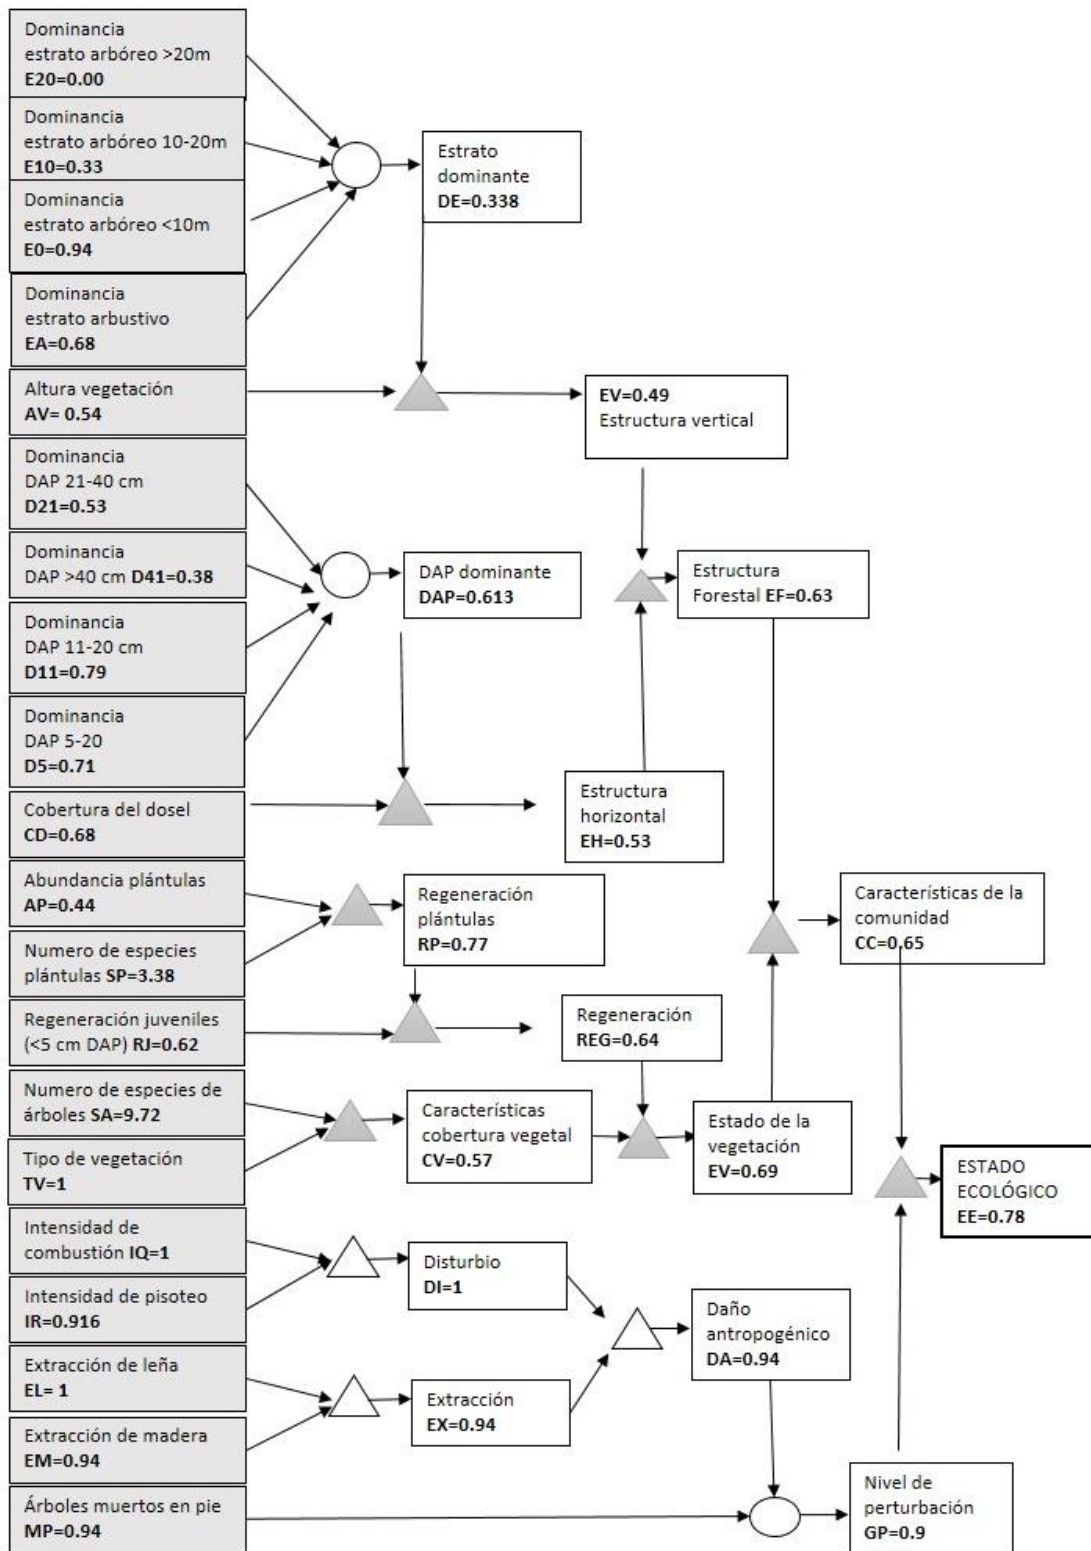 Dominancia
estrato arbóreo >20m
E20=0.00
Dominancia
estrato arbóreo 10-20m
E10=0.33
Dominancia
estrato arbóreo <10m
E0=0.94
Dominancia
estrato arbustivo
EA=0.68
Altura vegetación
AV= 0.54
Dominancia
DAP 21-40 cm
D21=0.53
Dominancia
DAP >40 cm D41=0.38
Dominancia
DAP 11-20 cm
D11=0.79
Dominancia
DAP 5-20
D5=0.71
Cobertura del dosel
CD=0.68
Abundancia plántulas
AP=0.44
Numero de especies
plántulas SP=3.38
Regeneración juveniles
(<5 cm DAP) RJ=0.62
Numero de especies de
árboles SA=9.72
Tipo de vegetación
TV=1
Intensidad de
combustión IQ=1
Intensidad de pisoteo
IR=0.916
Extracción de leña
EL= 1
Extracción de madera
EM=0.94
Árboles muertos en pie
MP=0.94
Estrato
dominante
DE=0.338
EV=0.49
Estructura vertical
DAP dominante
DAP=0.613
Estructura
Forestal EF=0.63
Estructura
horizontal
EH=0.53
Regeneración
plántulas
RP=0.77
Regeneración
REG=0.64
Características
cobertura vegetal
CV=0.57
Estado de la
vegetación
EV=0.69
Características de la
comunidad
CC=0.65
Disturbio
DI=1
Extracción
EX=0.94
Daño
antropogénico
DA=0.94
Nivel de
perturbación
GP=0.9
ESTADO
ECOLÓGICO
EE=0.78